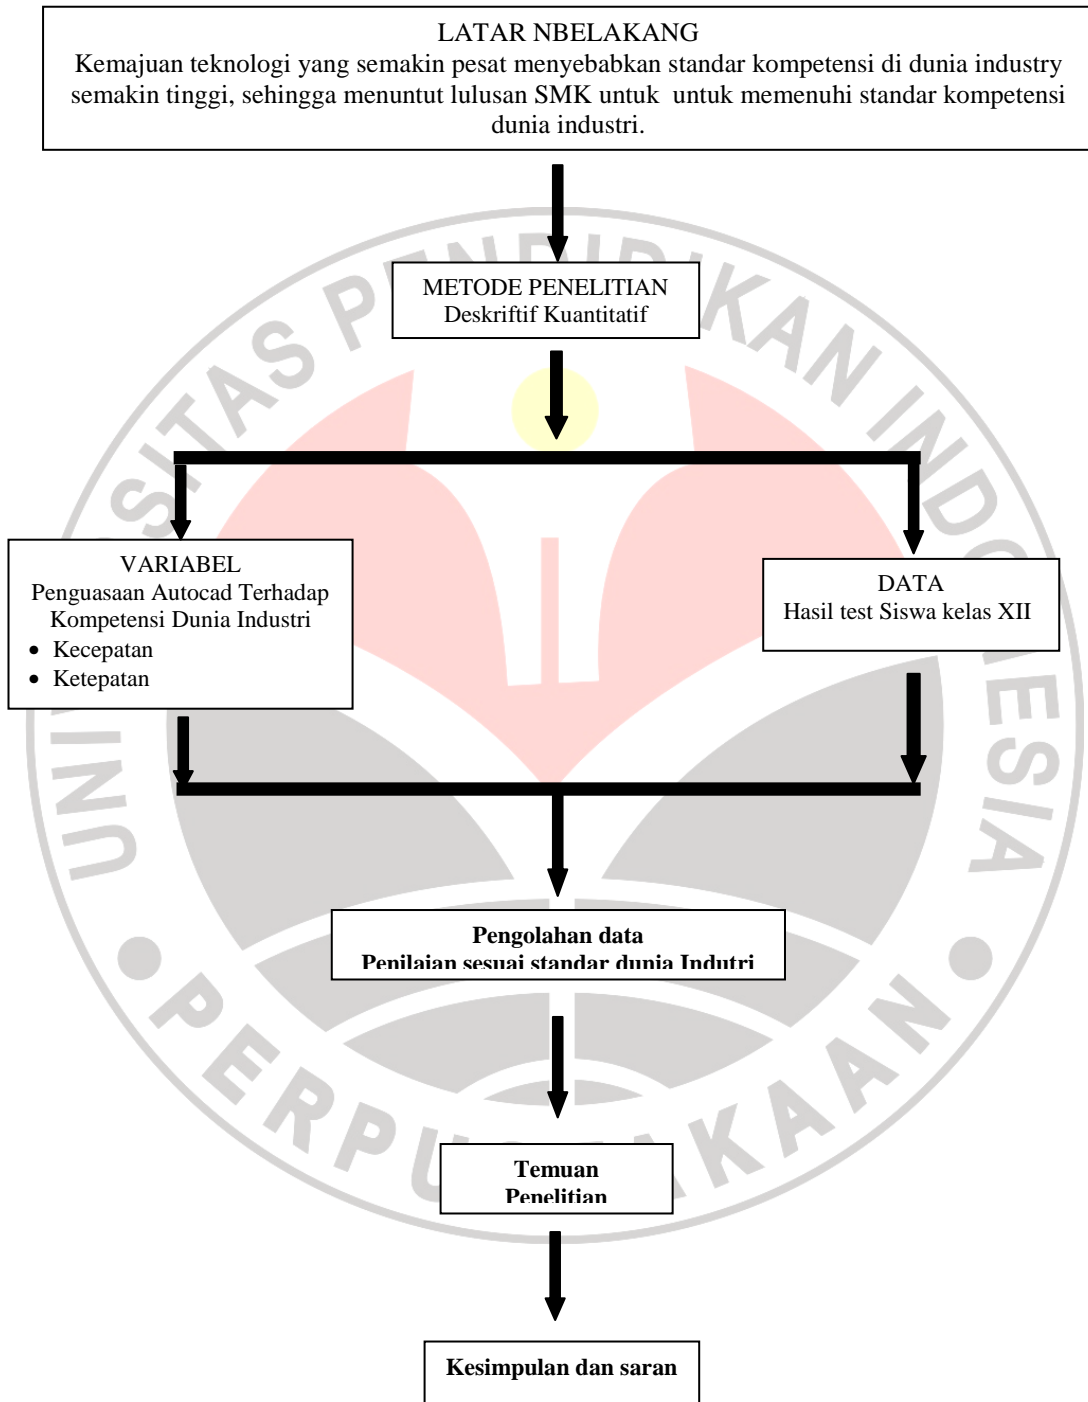 LATAR NBELAKANG
Kemajuan teknologi yang semakin pesat menyebabkan standar kompetensi di dunia industry
semakin tinggi, sehingga menuntut lulusan SMK untuk  untuk memenuhi standar kompetensi
dunia industri.
METODE PENELITIAN
Deskriftif Kuantitatif
VARIABEL
Penguasaan Autocad Terhadap
Kompetensi Dunia Industri
• Kecepatan
• Ketepatan
DATA
Hasil test Siswa kelas XII
Pengolahan data
Penilaian sesuai standar dunia Indutri
Temuan
Penelitian
Kesimpulan dan saran
PERPUSTAKAAN